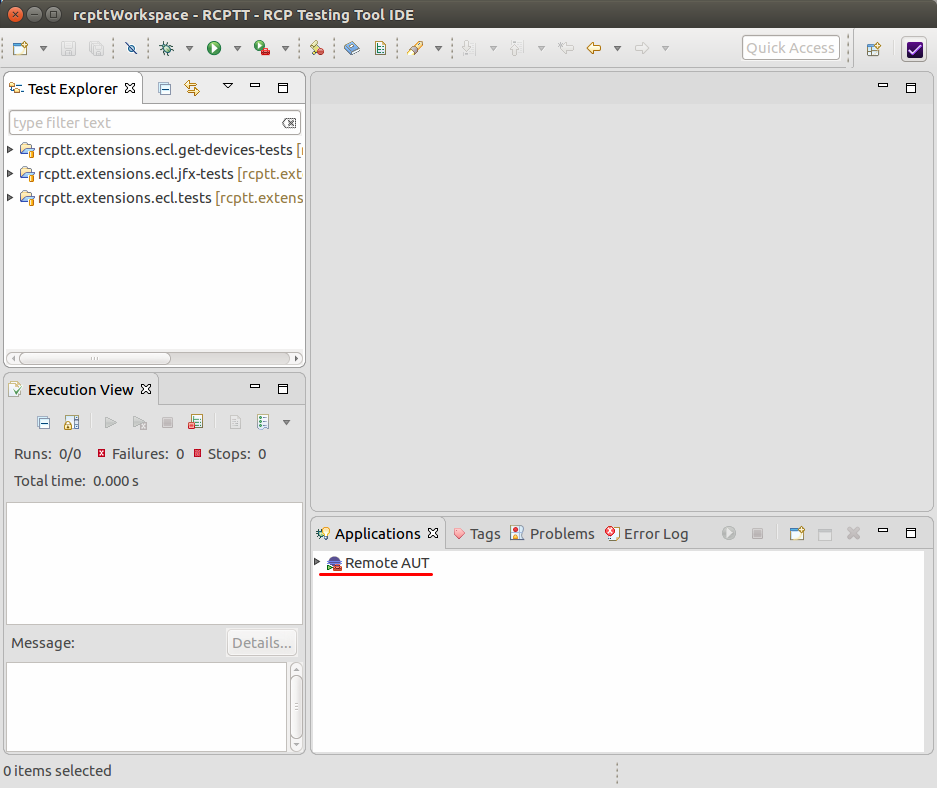 rcpttWorkspace - RCPTT - RCP Testing Tool IDE
Quick Access
Test Explorer
type filter text
rcptt.extensions.ecl.get-devices-tests [
rcptt.extensions.ecl.jfx-tests [rcptt.ext
rcptt.extensions.ecl.tests [rcptt.extens
Execution View
Runs: 0/0 Failures: 0 Stops: 0
Total time: 0.000 s
Message:
Details...
Applications Tags Problems Error Log
Remote AUT
0 items selected